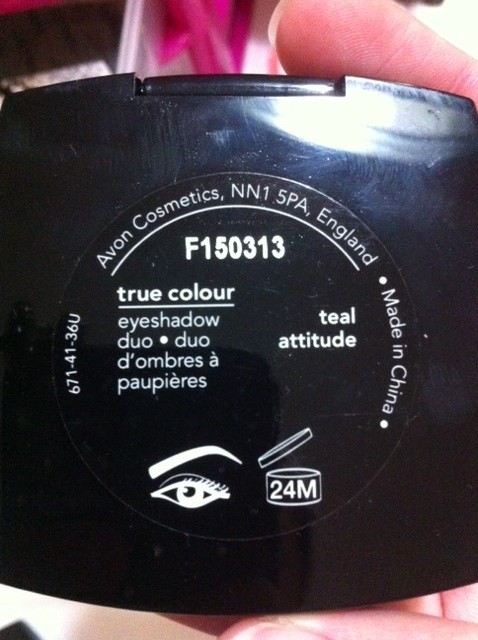 Avon Cosmetics, NN1 5PA, England • Made in China •
F150313
true colour
eyeshadow
duo • duo
d'ombres à
paupières
teal
attitude
671-41-36U
24M